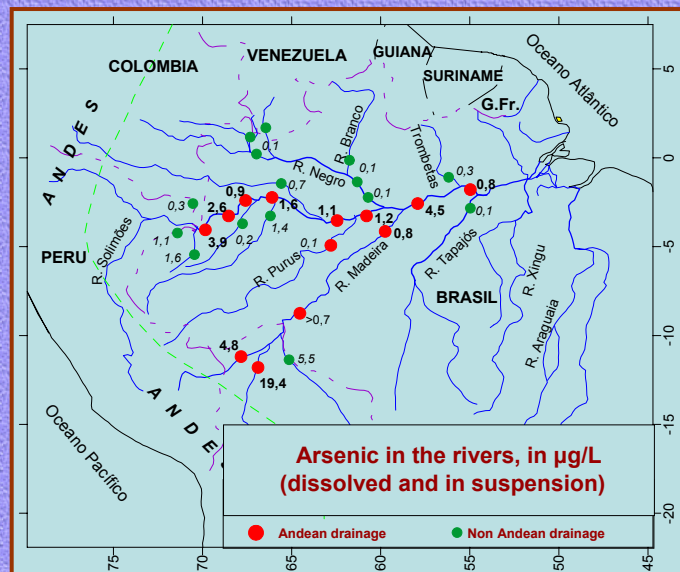 COLOMBIA
VENEZUELA
GUIANA
SURINAME
G.Fr.
Oceano Atlântico
5
0
-5
-10
-15
-20
A N D E S
0,1
R. Branco
Trombetas
0,1
0,3
0,7
R. Negro
0,1
0,8
0,9
0,3
2,6
1,6
1,1
1,2
4,5
0,1
1,1
3,9
0,2
1,4
0,8
R. Solimões
PERU
1,6
0,1
R. Purus
R. Madeira
R. Tapajós
R. Xingu
BRASIL
R. Araguaia
>0,7
4,8
5,5
19,4
A N D E S
Oceano Pacífico
Arsenic in the rivers, in µg/L
(dissolved and in suspension)
Andean drainage
Non Andean drainage
-75
-70
-65
-60
-55
-50
-45